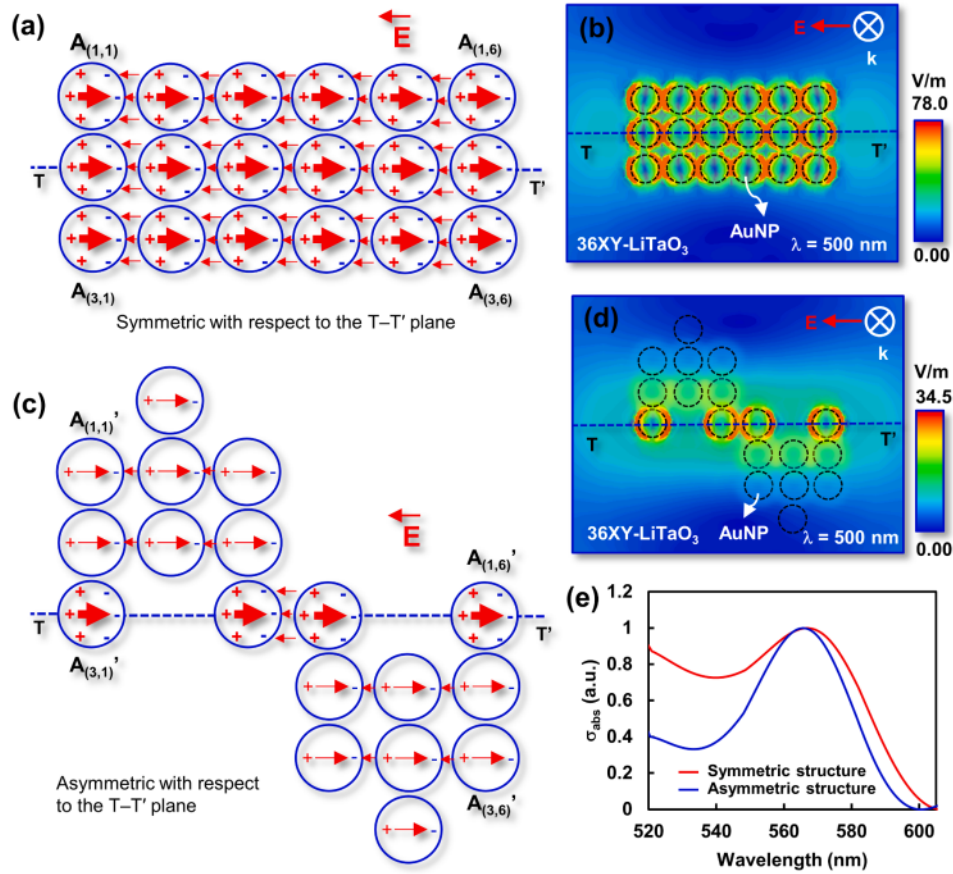 (a)
E
A(1,1)
A(1,6)
T
T'
A(3,1)
A(3,6)
Symmetric with respect to the T–T′ plane
(b)
E
k
V/m
78.0
T
T'
AuNP
36XY-LiTaO3
λ = 500 nm
0.00
(c)
A(1,1)'
E
A(1,6)'
T
T'
A(3,1)'
A(3,6)'
Asymmetric with respect
to the T–T′ plane
(d)
E
k
V/m
34.5
T
T'
36XY-LiTaO3
AuNP
λ = 500 nm
0.00
(e)
1.2
1
0.8
0.6
0.4
0.2
0
σabs (a.u.)
Symmetric structure
Asymmetric structure
520 540 560 580 600
Wavelength (nm)